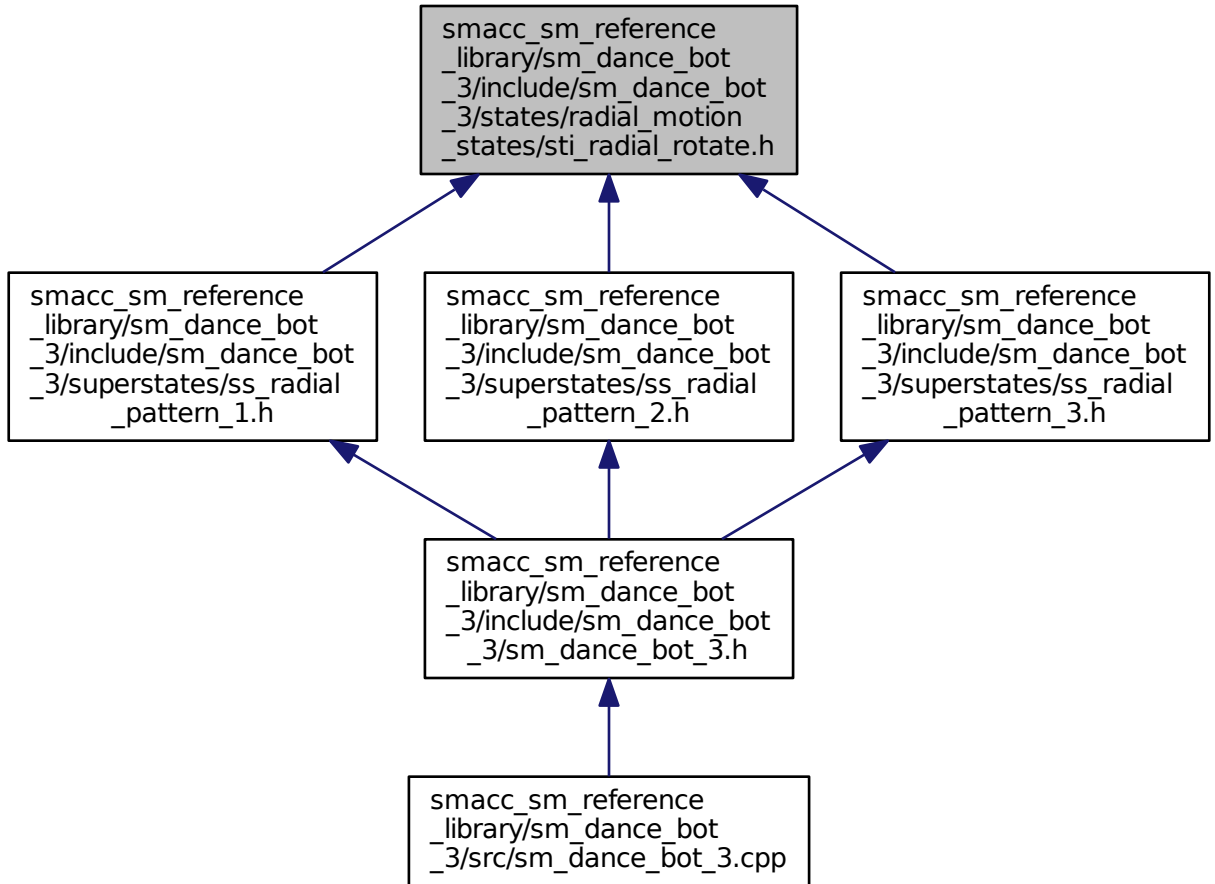 smacc_sm_reference
_library/sm_dance_bot
_3/include/sm_dance_bot
_3/states/radial_motion
_states/sti_radial_rotate.h
smacc_sm_reference
_library/sm_dance_bot
_3/include/sm_dance_bot
_3/superstates/ss_radial
_pattern_1.h
smacc_sm_reference
_library/sm_dance_bot
_3/include/sm_dance_bot
_3/superstates/ss_radial
_pattern_2.h
smacc_sm_reference
_library/sm_dance_bot
_3/include/sm_dance_bot
_3/superstates/ss_radial
_pattern_3.h
smacc_sm_reference
_library/sm_dance_bot
_3/include/sm_dance_bot
_3/sm_dance_bot_3.h
smacc_sm_reference
_library/sm_dance_bot
_3/src/sm_dance_bot_3.cpp